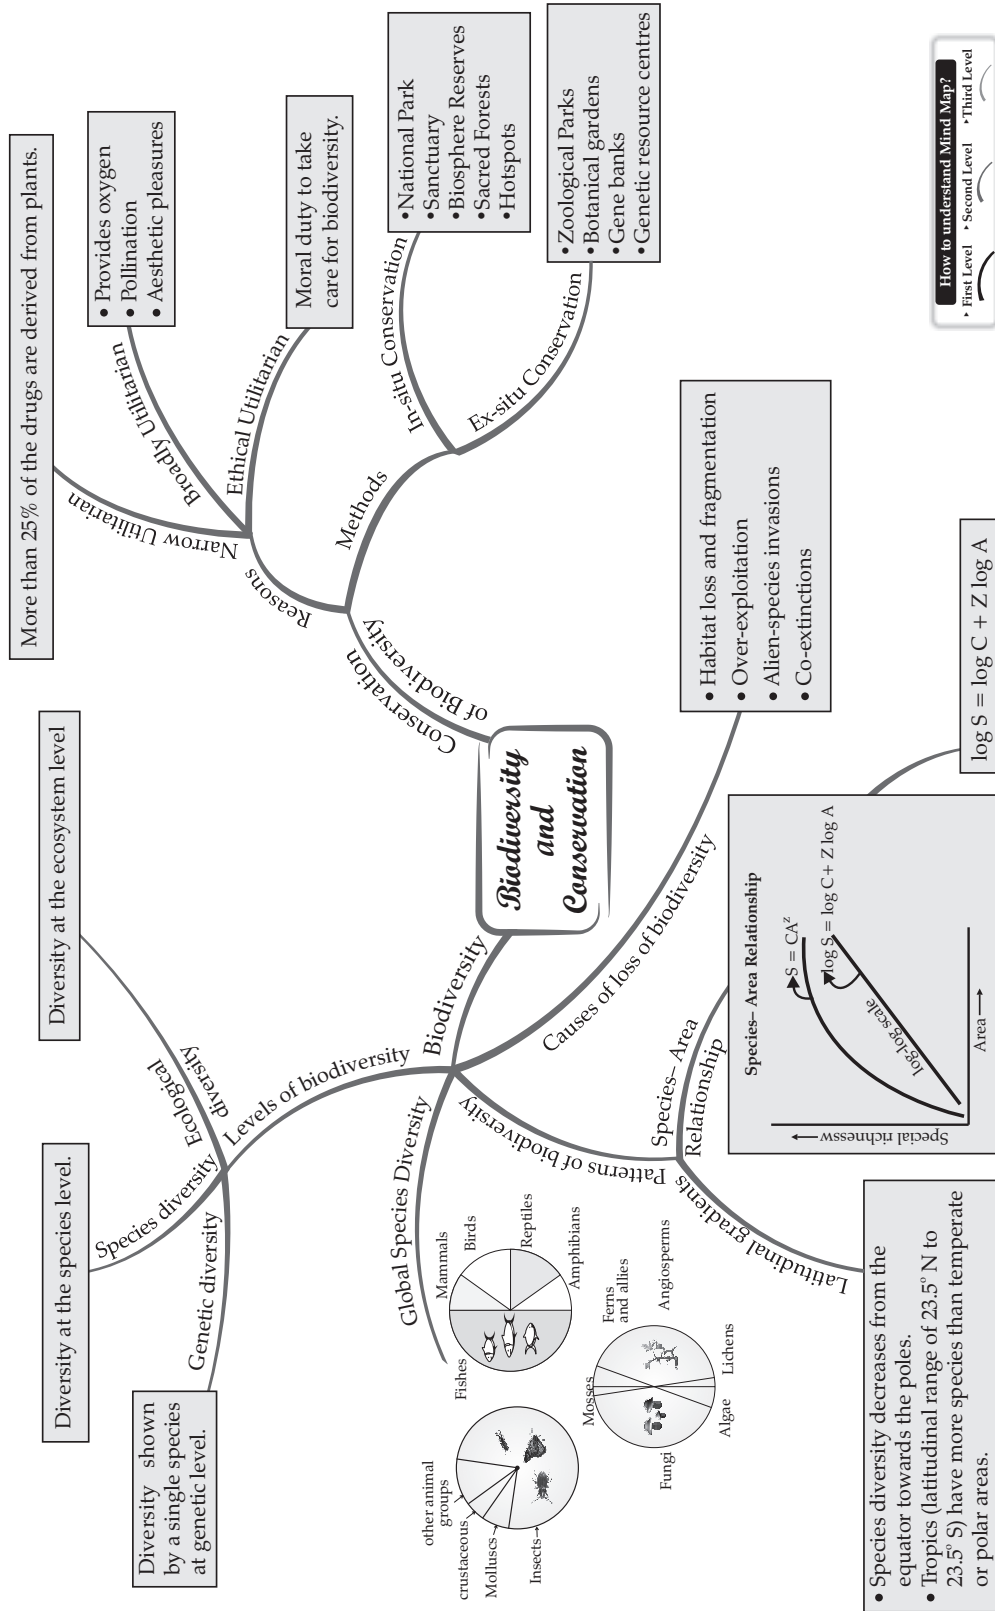 Biodiversity
and
Conservation
Conservation
of Biodiversity
Reasons
Narrow Utilitarian
More than 25% of the drugs are derived from plants.
Broadly Utilitarian
• Provides oxygen
• Pollination
• Aesthetic pleasures
Ethical Utilitarian
Moral duty to take
care for biodiversity.
Methods
In-situ Conservation
• National Park
• Sanctuary
• Biosphere Reserves
• Sacred Forests
• Hotspots
Ex-situ Conservation
• Zoological Parks
• Botanical gardens
• Gene banks
• Genetic resource centres
Biodiversity
Levels of biodiversity
Ecological
diversity
Diversity at the ecosystem level
Species diversity
Diversity at the species level.
Genetic diversity
Diversity shown
by a single species
at genetic level.
Global Species Diversity
Fishes
Mammals
Birds
Reptiles
Amphibians
other animal
groups
crustaceous
Molluscs
Insects
Mosses
Ferns
and allies
Angiosperms
Fungi
Algae
Lichens
Patterns of biodiversity
Latitudinal gradients
• Species diversity decreases from the
equator towards the poles.
• Tropics (latitudinal range of 23.5° N to
23.5° S) have more species than temperate
or polar areas.
Species– Area
Relationship
Species– Area Relationship
S = CA^z
log S = log C + Z log A
log-log scale
Special richnessw
Area
log S = log C + Z log A
Causes of loss of biodiversity
• Habitat loss and fragmentation
• Over-exploitation
• Alien-species invasions
• Co-extinctions
How to understand Mind Map?
First Level
Second Level
Third Level